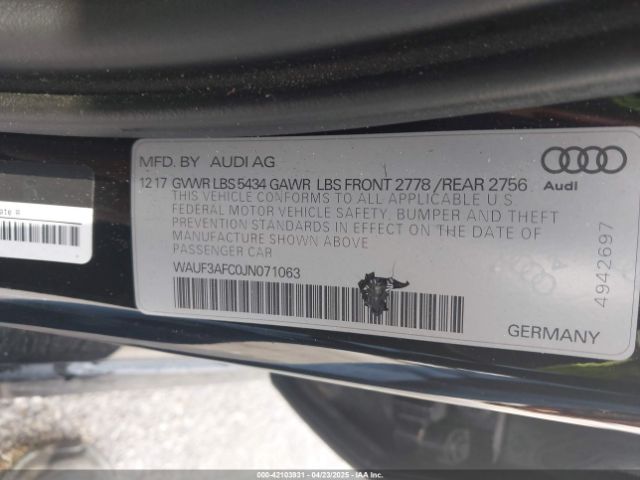 MFD. BY AUDI AG
12 17 GVWR LBS 5434 GAWR LBS FRONT 2778 /REAR 2756
THIS VEHICLE CONFORMS TO ALL APPLICABLE U S
FEDERAL MOTOR VEHICLE SAFETY, BUMPER AND THEFT
PREVENTION STANDARDS IN EFFECT ON THE DATE OF
MANUFACTURE SHOWN ABOVE
PASSENGER CAR
WAUF3AFC0JN071063
Audi
4942697
GERMANY
000-42103931 - 04/23/2025 -